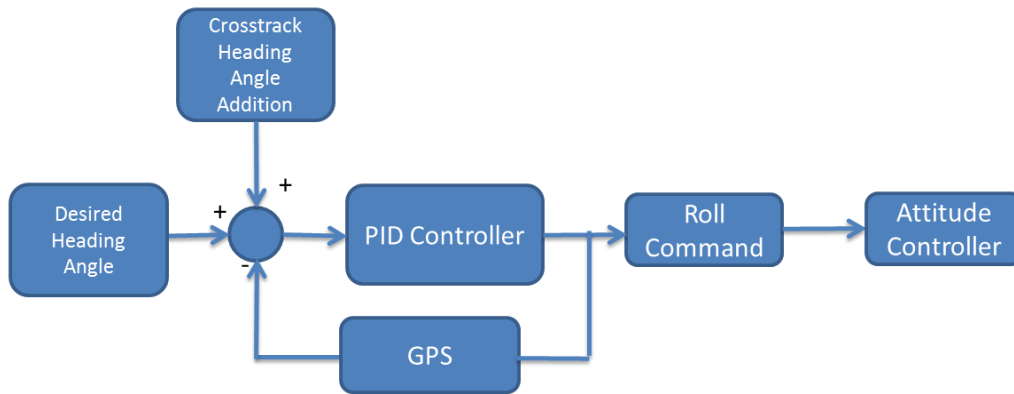 Crosstrack
Heading
Angle
Addition
+
+
Desired
Heading
Angle
-
PID Controller
Roll
Command
Attitude
Controller
GPS